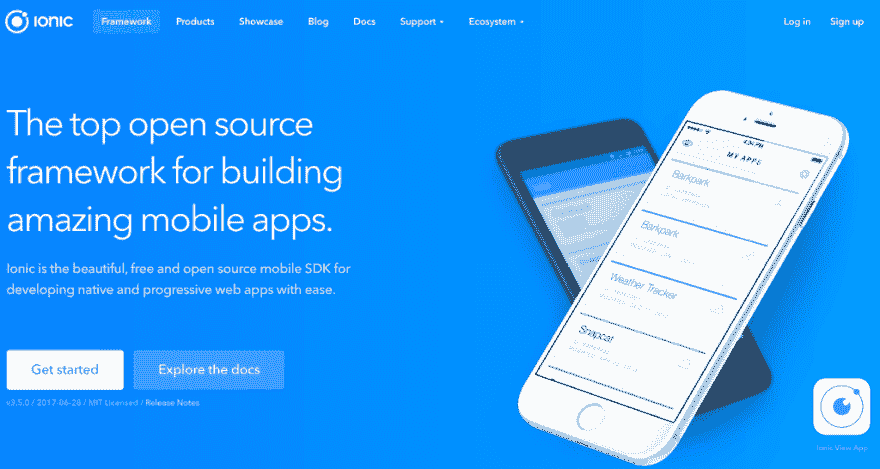 IONIC
Framework Products Showcase Blog Docs Support Ecosystem Log in Sign up
The top open source
framework for building
amazing mobile apps.
Ionic is the beautiful, free and open source mobile SDK for
developing native and progressive web apps with ease.
Get started Explore the docs
v3.5.0 / 2017-06-28 / MIT Licensed / Release Notes
MY APPS
Barkpark
Barkpark
Weather Tracker
Snapcat
Ionic View App